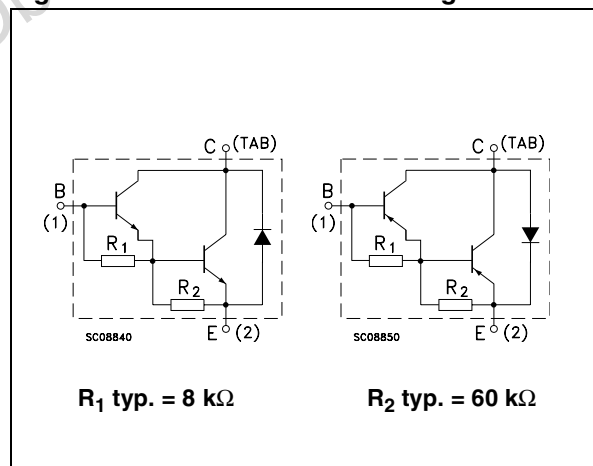 C (TAB)
B
(1)
R1
R2
SC08840
E (2)
C (TAB)
B
(1)
R1
R2
SC08850
E (2)
R1 typ. = 8 kΩ
R2 typ. = 60 kΩ